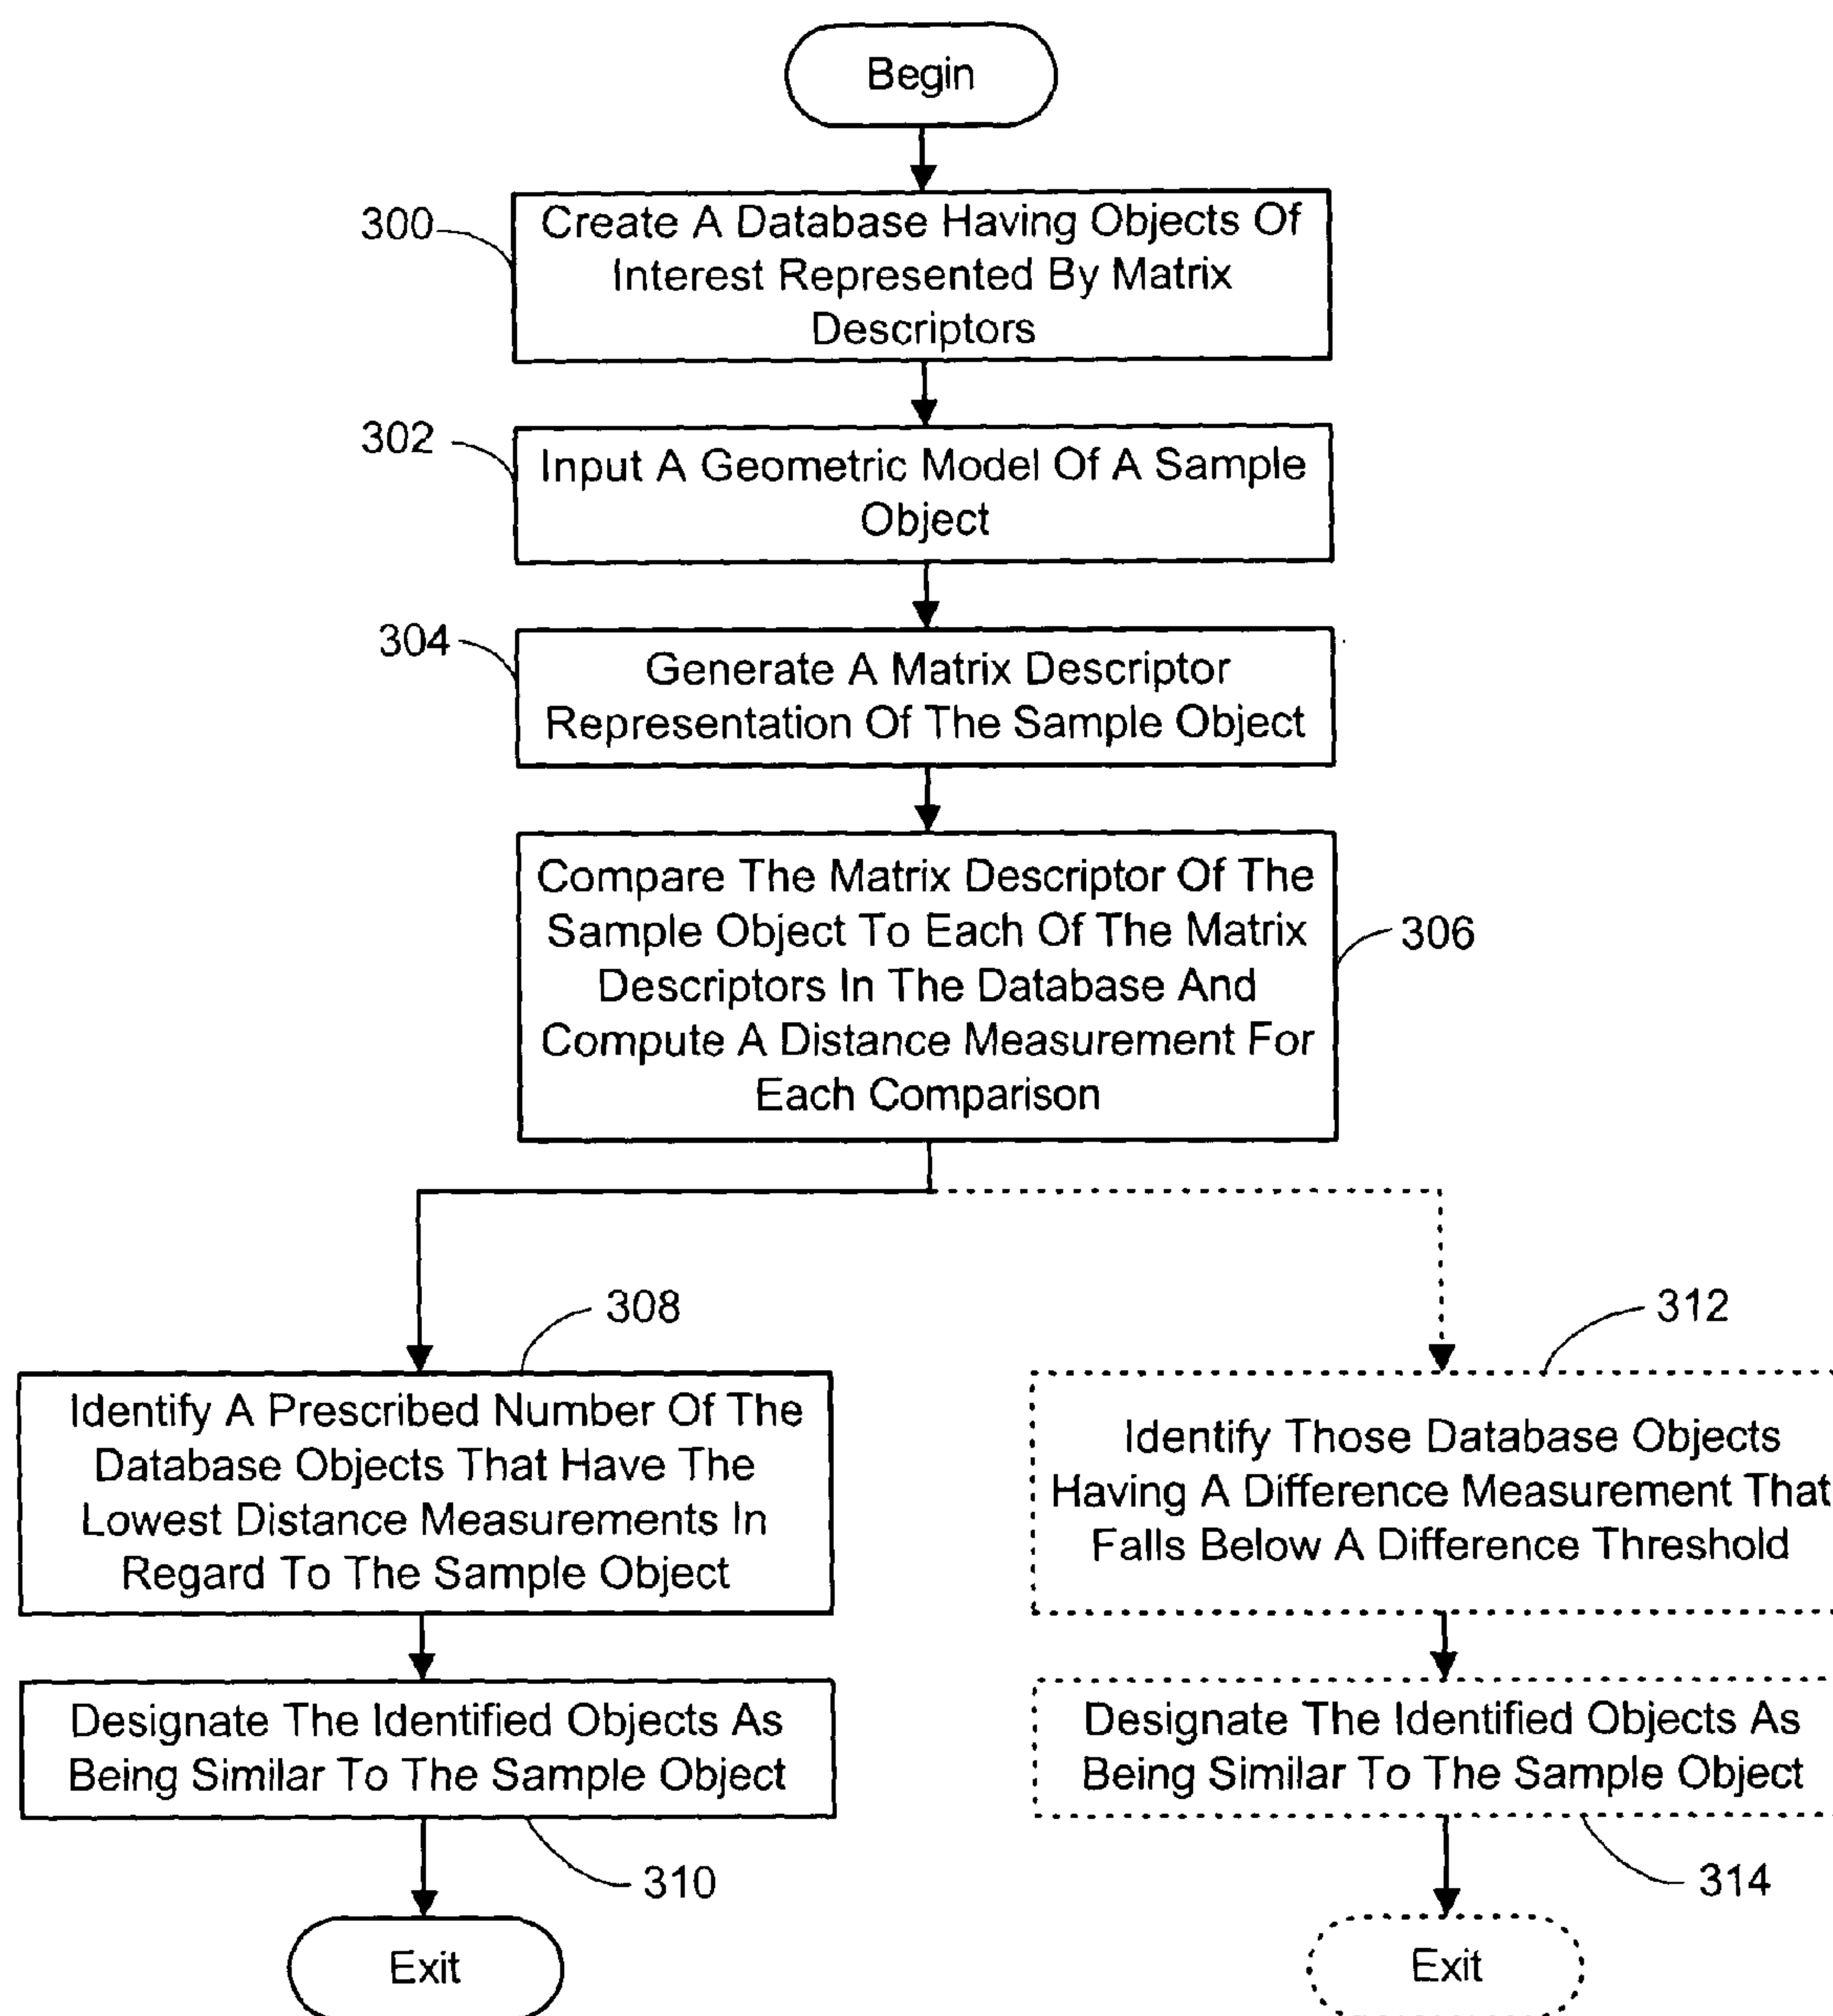 Begin
300
Create A Database Having Objects Of
Interest Represented By Matrix
Descriptors
302
Input A Geometric Model Of A Sample
Object
304
Generate A Matrix Descriptor
Representation Of The Sample Object
Compare The Matrix Descriptor Of The
Sample Object To Each Of The Matrix
Descriptors In The Database And
Compute A Distance Measurement For
Each Comparison
306
308
Identify A Prescribed Number Of The
Database Objects That Have The
Lowest Distance Measurements In
Regard To The Sample Object
Designate The Identified Objects As
Being Similar To The Sample Object
310
Exit
312
Identify Those Database Objects
Having A Difference Measurement That
Falls Below A Difference Threshold
Designate The Identified Objects As
Being Similar To The Sample Object
314
Exit